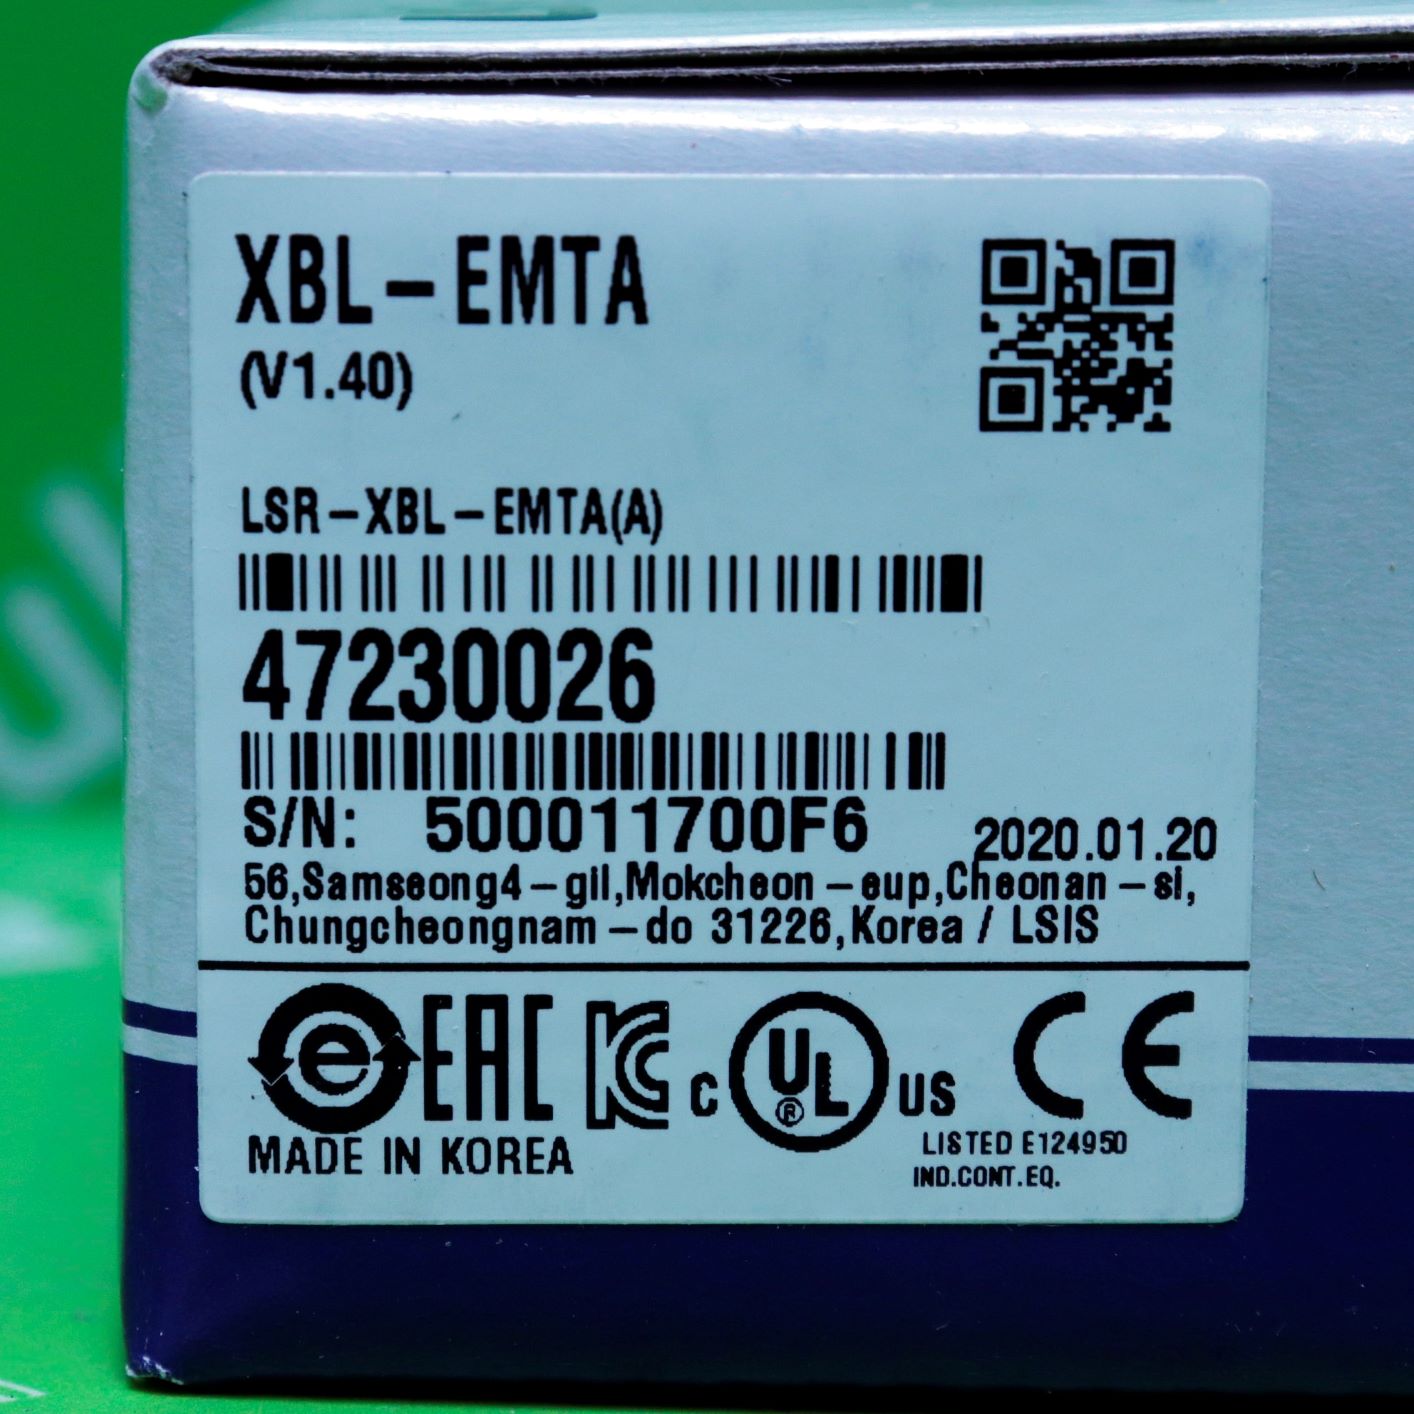 XBL-EMTA
(V1.40)
LSR-XBL-EMTA(A)
47230026
S/N: 500011700F6 2020.01.20
56,Samseong4-gil,Mokcheon-eup,Cheonan-si,
Chungcheongnam-do 31226,Korea / LSIS
e EAC KC C UL ® US CE
MADE IN KOREA
LISTED E124950
IND.CONT.EQ.